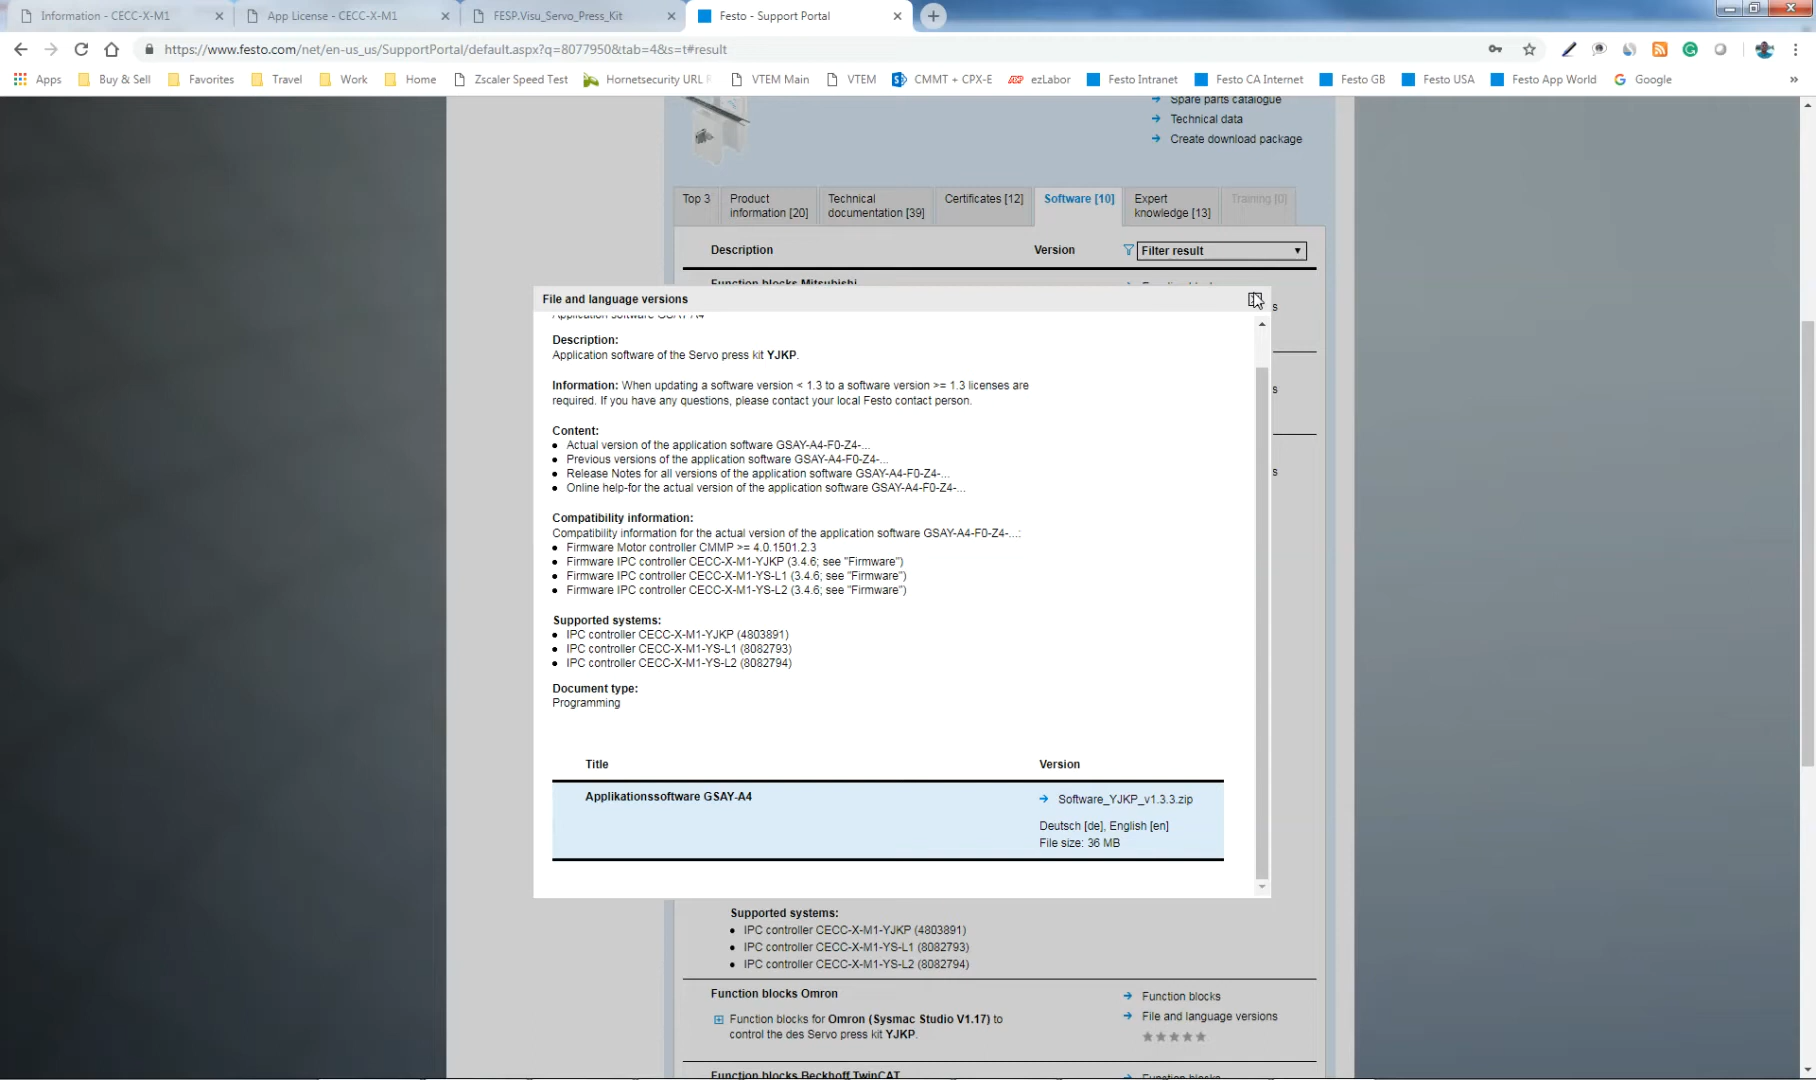 Information - CECC-X-M1
App License - CECC-X-M1
FESP.Visu_Servo_Press_Kit
Festo - Support Portal
https://www.festo.com/net/en-us_us/SupportPortal/default.aspx?q=8077950&tab=4&s=t#result
Apps Buy & Sell Favorites Travel Work Home Zscaler Speed Test Hornetsecurity URL VTEM Main VTEM CMMT + CPX-E ezLabor Festo Intranet Festo CA Internet Festo GB Festo USA Festo App World Google
Spare parts catalogue
Technical data
Create download package
Top 3
Product information [20]
Technical documentation [39]
Certificates [12]
Software [10]
Expert knowledge [13]
Training [0]
Description Version Filter result
Function blocks Mitsubishi
File and language versions
Application software GSAY-A4
Description:
Application software of the Servo press kit YJKP.
Information: When updating a software version < 1.3 to a software version >= 1.3 licenses are
required. If you have any questions, please contact your local Festo contact person.
Content:
Actual version of the application software GSAY-A4-F0-Z4-...
Previous versions of the application software GSAY-A4-F0-Z4-...
Release Notes for all versions of the application software GSAY-A4-F0-Z4-...
Online help-for the actual version of the application software GSAY-A4-F0-Z4-...
Compatibility information:
Compatibility information for the actual version of the application software GSAY-A4-F0-Z4-...:
Firmware Motor controller CMMP >= 4.0.1501.2.3
Firmware IPC controller CECC-X-M1-YJKP (3.4.6; see "Firmware")
Firmware IPC controller CECC-X-M1-YS-L1 (3.4.6; see "Firmware")
Firmware IPC controller CECC-X-M1-YS-L2 (3.4.6; see "Firmware")
Supported systems:
IPC controller CECC-X-M1-YJKP (4803891)
IPC controller CECC-X-M1-YS-L1 (8082793)
IPC controller CECC-X-M1-YS-L2 (8082794)
Document type:
Programming
Title Version
Applikationssoftware GSAY-A4 Software_YJKP_v1.3.3.zip
Deutsch [de], English [en]
File size: 36 MB
Supported systems:
IPC controller CECC-X-M1-YJKP (4803891)
IPC controller CECC-X-M1-YS-L1 (8082793)
IPC controller CECC-X-M1-YS-L2 (8082794)
Function blocks Omron Function blocks
Function blocks for Omron (Sysmac Studio V1.17) to File and language versions
control the des Servo press kit YJKP.
Function blocks Beckhoff TwinCAT Function blocks